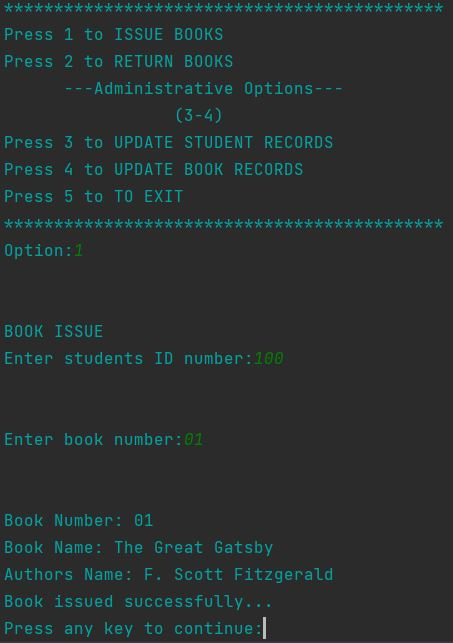 ********************************************
Press 1 to ISSUE BOOKS
Press 2 to RETURN BOOKS
---Administrative Options---
(3-4)
Press 3 to UPDATE STUDENT RECORDS
Press 4 to UPDATE BOOK RECORDS
Press 5 to TO EXIT
********************************************
Option:1
BOOK ISSUE
Enter students ID number:100
Enter book number:01
Book Number: 01
Book Name: The Great Gatsby
Authors Name: F. Scott Fitzgerald
Book issued successfully...
Press any key to continue: